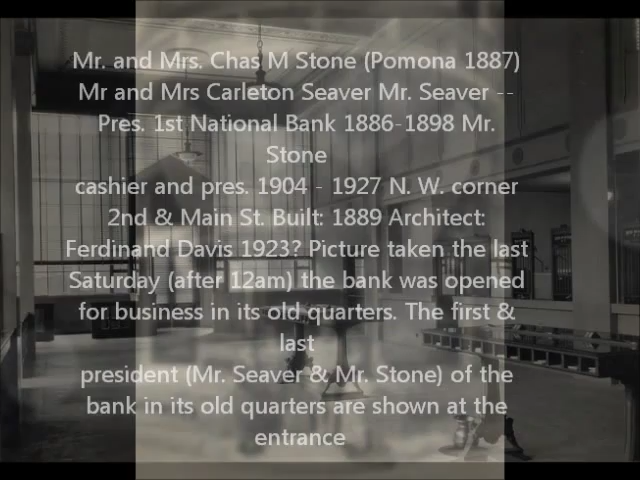 Mr. and Mrs. Chas M Stone (Pomona 1887)
Mr and Mrs Carleton Seaver Mr. Seaver --
Pres. 1st National Bank 1886-1898 Mr.
Stone
cashier and pres. 1904 - 1927 N. W. corner
2nd & Main St. Built: 1889 Architect:
Ferdinand Davis 1923? Picture taken the last
Saturday (after 12am) the bank was opened
for business in its old quarters. The first &
last
president (Mr. Seaver & Mr. Stone) of the
bank in its old quarters are shown at the
entrance